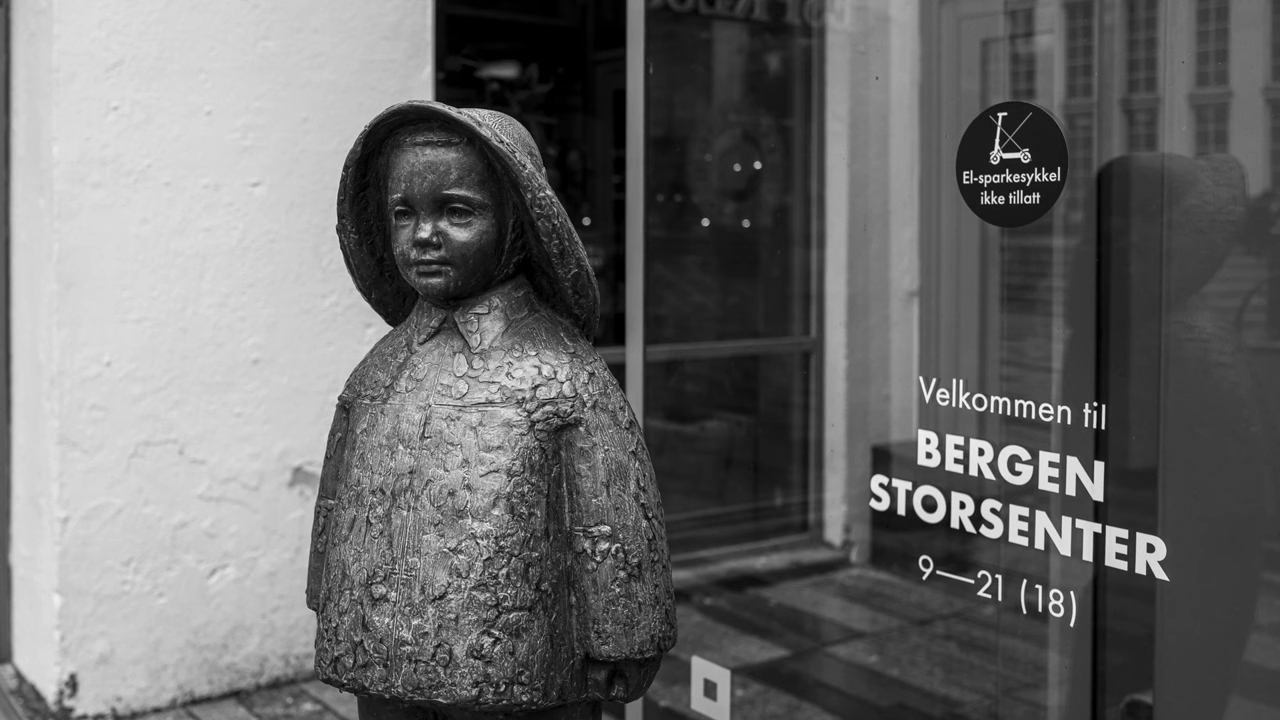 El-sparkesykkel
ikke tillatt
Velkommen til
BERGEN
STORSENTER
9—21 (18)